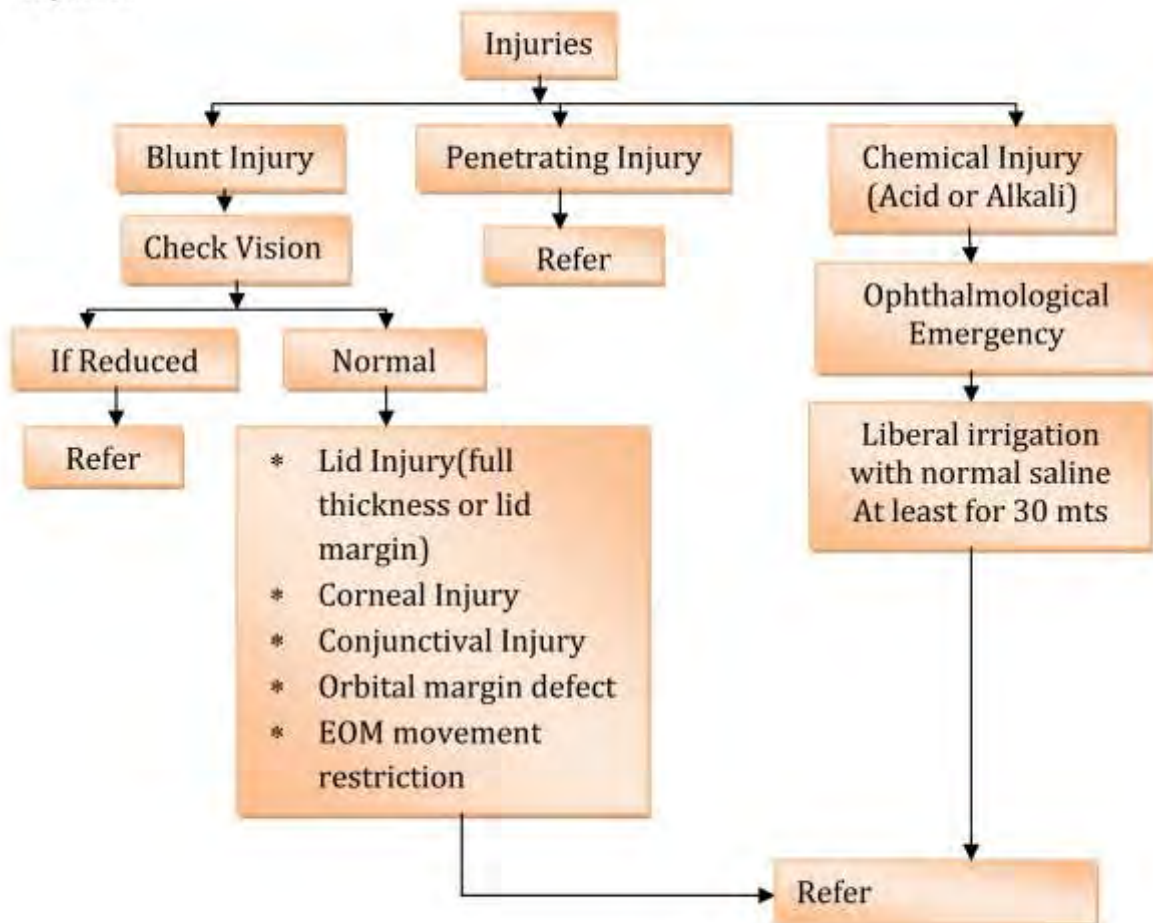 Injuries
Blunt Injury
Penetrating Injury
Chemical Injury
(Acid or Alkali)
Check Vision
Refer
Ophthalmological
Emergency
If Reduced
Normal
Refer
* Lid Injury(full
thickness or lid
margin)
* Corneal Injury
* Conjunctival Injury
* Orbital margin defect
* EOM movement
restriction
Liberal irrigation
with normal saline
At least for 30 mts
Refer